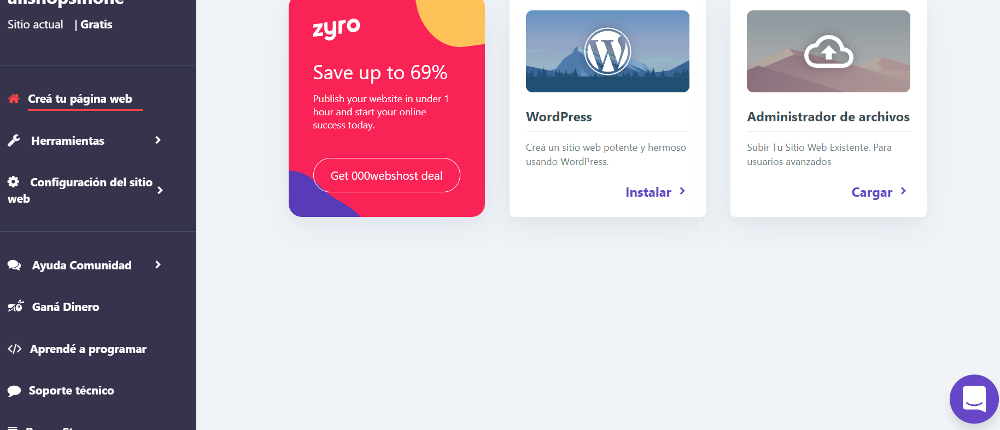 Sitio actual | Gratis
Creá tu página web
Herramientas
Configuración del sitio
web
Ayuda Comunidad
Ganá Dinero
Aprendé a programar
Soporte técnico
zyro
Save up to 69%
Publish your website in under 1
hour and start your online
success today.
Get 000webshost deal
WordPress
Creá un sitio web potente y hermoso
usando WordPress.
Instalar
Administrador de archivos
Subir Tu Sitio Web Existente. Para
usuarios avanzados
Cargar